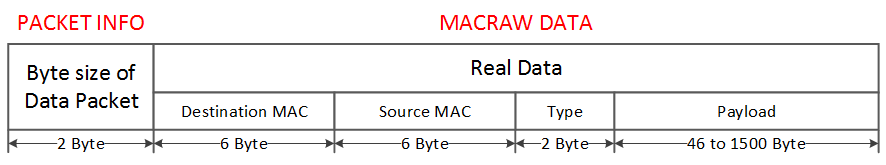 PACKET INFO
MACRAW DATA
Byte size of
Data Packet
Real Data
Destination MAC
Source MAC
Type
Payload
2 Byte
6 Byte
6 Byte
2 Byte
46 to 1500 Byte